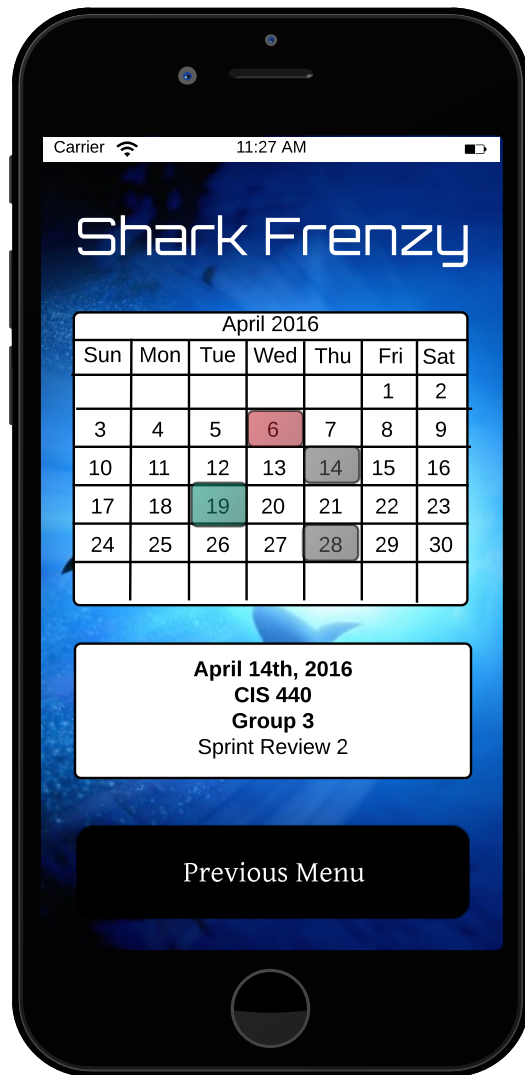 Carrier 11:27 AM
Shark Frenzy
April 2016
Sun Mon Tue Wed Thu Fri Sat
1 2
3 4 5 6 7 8 9
10 11 12 13 14 15 16
17 18 19 20 21 22 23
24 25 26 27 28 29 30
April 14th, 2016
CIS 440
Group 3
Sprint Review 2
Previous Menu